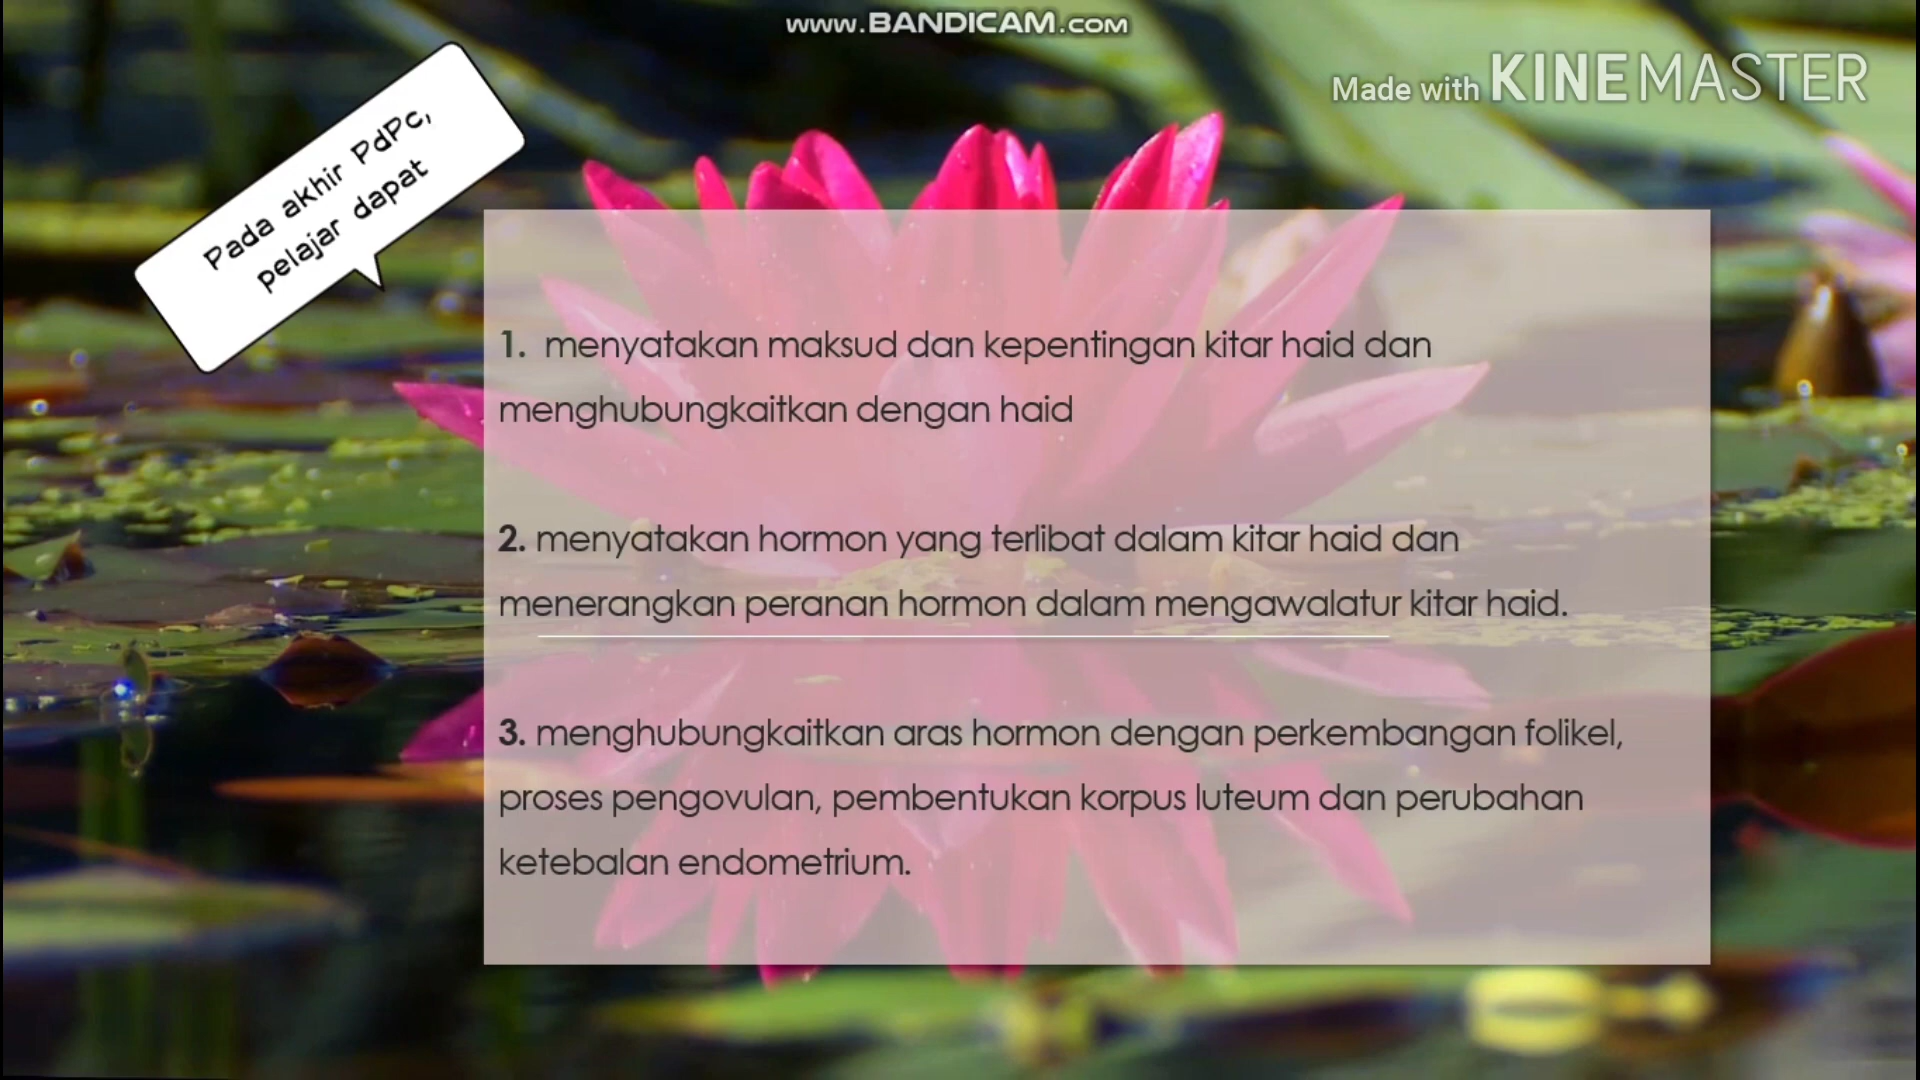 www.BANDICAM.com
Made with KINEMASTER
Pada akhir PdPc,
pelajar dapat
1. menyatakan maksud dan kepentingan kitar haid dan
menghubungkaitkan dengan haid
2. menyatakan hormon yang terlibat dalam kitar haid dan
menerangkan peranan hormon dalam mengawalatur kitar haid.
3. menghubungkaitkan aras hormon dengan perkembangan folikel,
proses pengovulan, pembentukan korpus luteum dan perubahan
ketebalan endometrium.